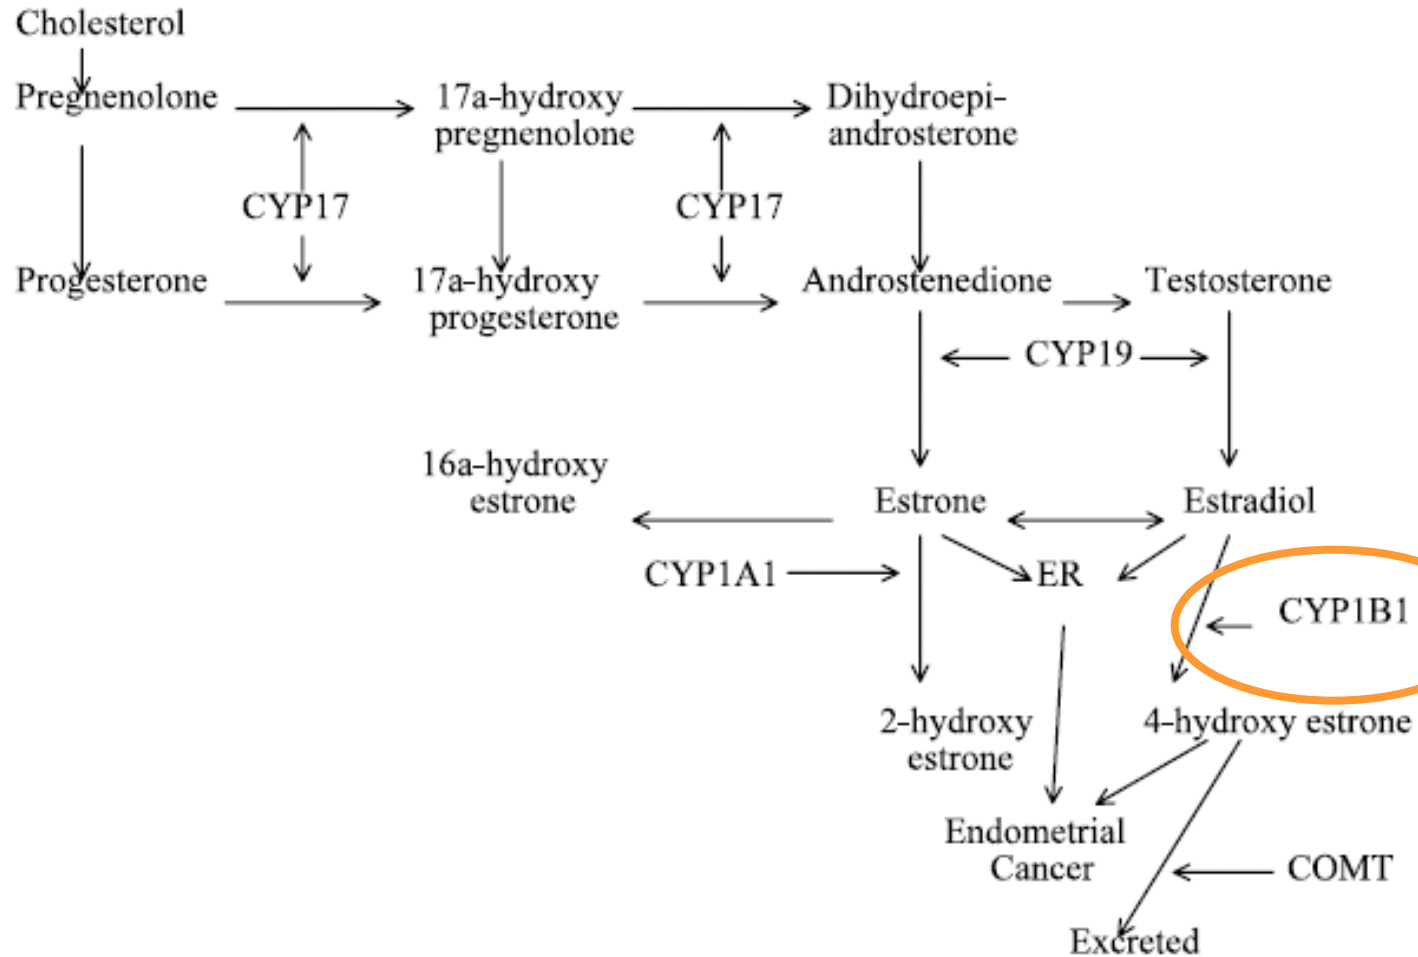 Cholesterol
Pregnenolone
17a-hydroxy
pregnenolone
Dihydroepi-
androsterone
CYP17
CYP17
Progesterone
17a-hydroxy
progesterone
Androstenedione
Testosterone
CYP19
16a-hydroxy
estrone
Estrone
Estradiol
CYP1A1
ER
CYP1B1
2-hydroxy
estrone
4-hydroxy estrone
Endometrial
Cancer
COMT
Excreted